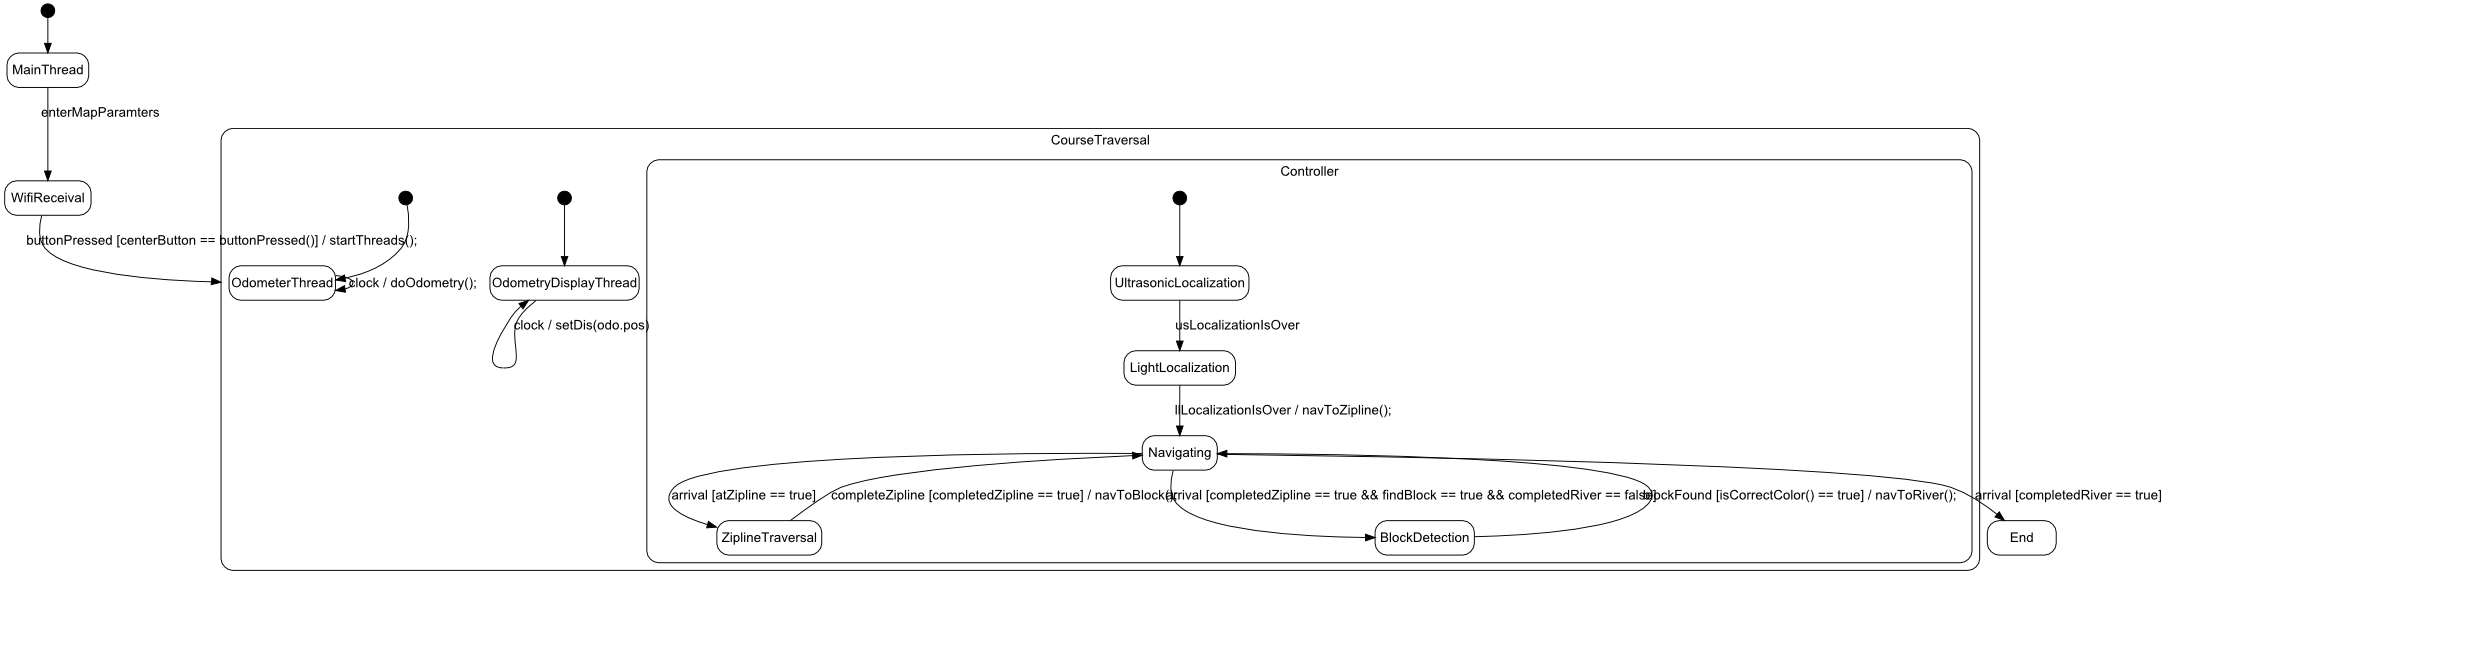 MainThread
enterMapParamters
CourseTraversal
Controller
WifiReceival
buttonPressed [centerButton == buttonPressed()] / startThreads();
OdometerThread
clock / doOdometry();
OdometryDisplayThread
UltrasonicLocalization
clock / setDis(odo.pos)
usLocalizationIsOver
LightLocalization
llLocalizationIsOver / navToZipline();
Navigating
arrival [atZipline == true]
completeZipline [completedZipline == true] / navToBlock();
arrival [completedZipline == true && findBlock == true && completedRiver == false]
blockFound [isCorrectColor() == true] / navToRiver();
arrival [completedRiver == true]
ZiplineTraversal
BlockDetection
End